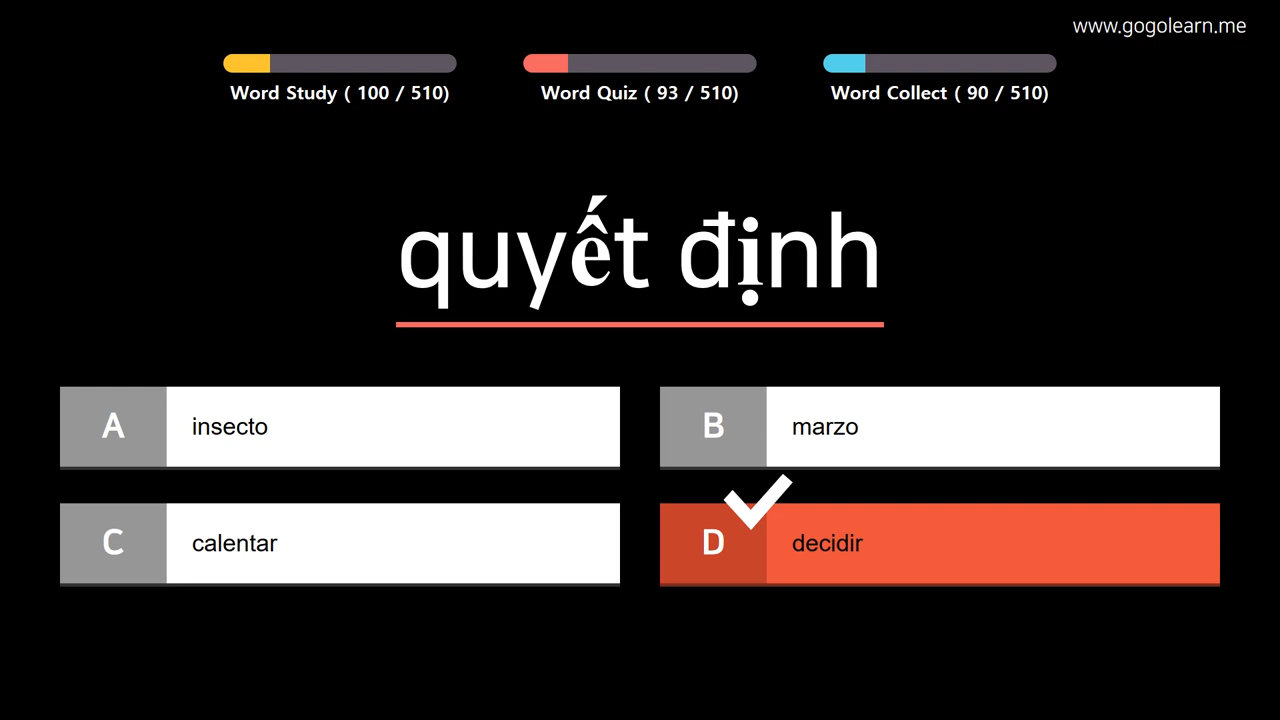 www.gogolearn.me
Word Study ( 100 / 510)
Word Quiz ( 93 / 510)
Word Collect ( 90 / 510)
quyết định
A insecto
B marzo
C calentar
D decidir